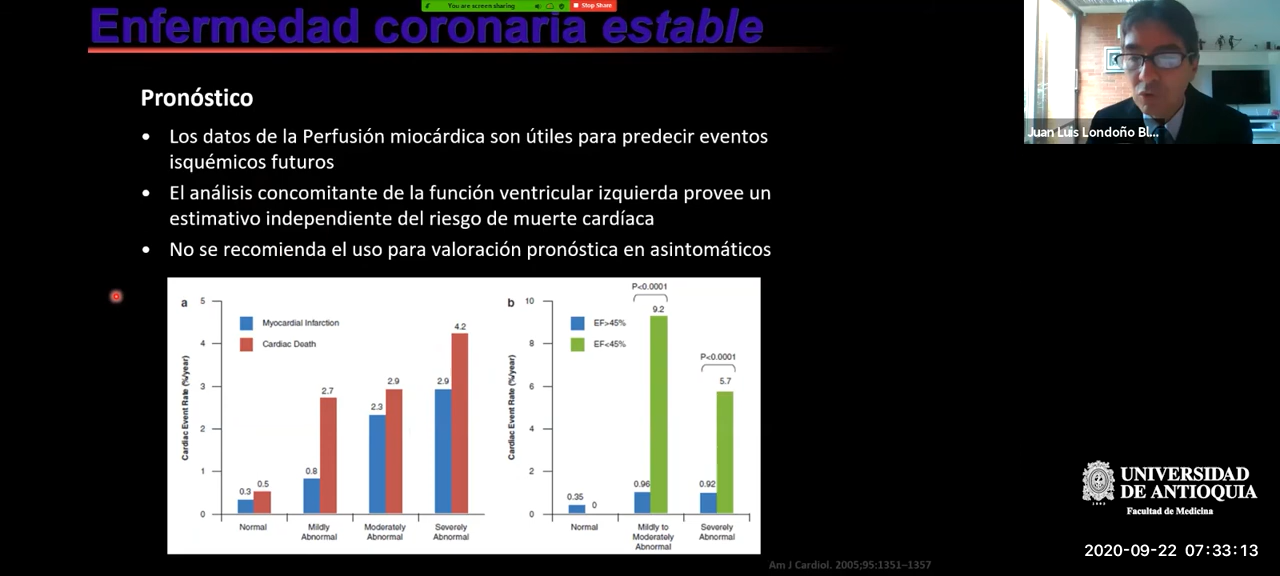 You are screen sharing
Stop Share
Enfermedad coronaria estable
Juan Luis Londoño Bl...
Pronóstico
• Los datos de la Perfusión miocárdica son útiles para predecir eventos
isquémicos futuros
• El análisis concomitante de la función ventricular izquierda provee un
estimativo independiente del riesgo de muerte cardíaca
• No se recomienda el uso para valoración pronóstica en asintomáticos
a
Cardiac Event Rate (%/year)
5
4
3
2
1
0
Myocardial Infarction
Cardiac Death
0.3
0.5
0.8
2.7
2.3
2.9
2.9
4.2
Normal
Mildly
Abnormal
Moderately
Abnormal
Severely
Abnormal
b
Cardiac Event Rate (%/year)
10
8
6
4
2
0
EF>45%
EF<45%
P<0.0001
9.2
P<0.0001
5.7
0.35
0
0.96
0.92
Normal
Mildly to
Moderately
Abnormal
Severely
Abnormal
Am J Cardiol. 2005;95:1351–1357
UNIVERSIDAD
DE ANTIOQUIA
Facultad de Medicina
2020-09-22 07:33:13